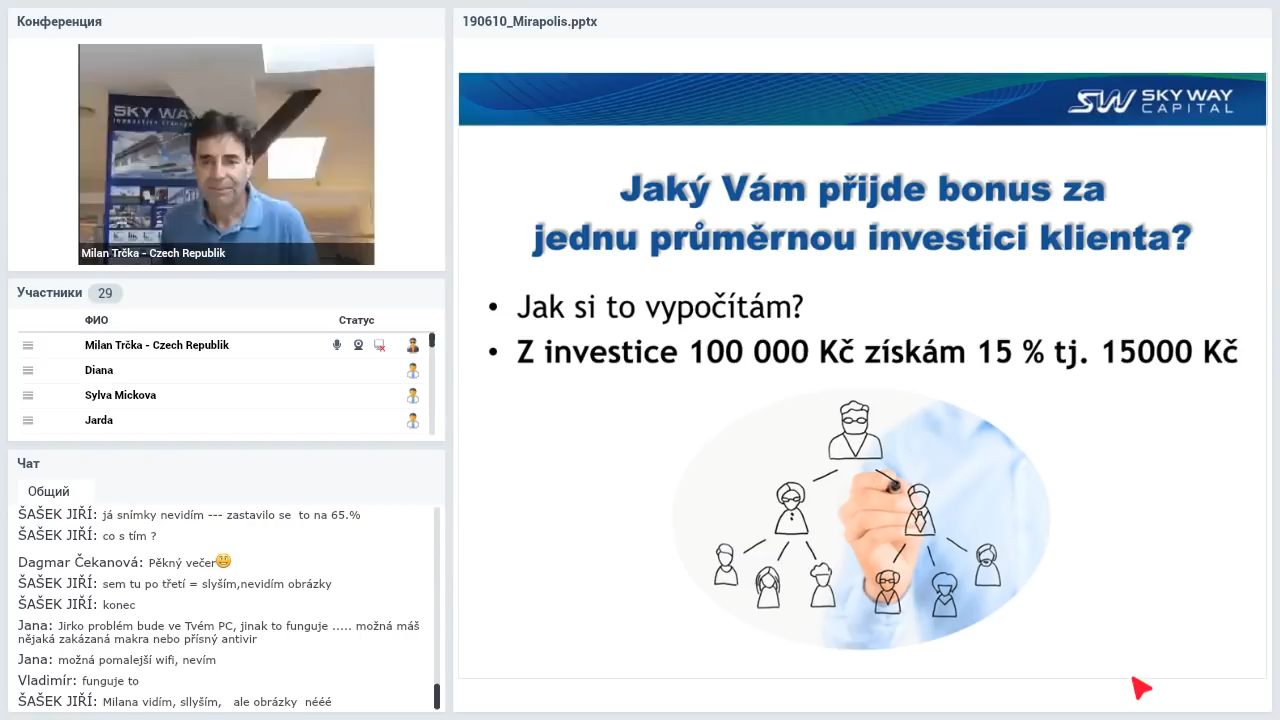 Конференция
SKY WAY
Milan Trčka - Czech Republik
Участники 29
ФИО Статус
Milan Trčka - Czech Republik
Diana
Sylva Mickova
Jarda
Чат
Общий
ŠAŠEK JIŘÍ: já snímky nevidím --- zastavilo se to na 65.%
ŠAŠEK JIŘÍ: co s tím ?
Dagmar Čekanová: Pěkný večer
ŠAŠEK JIŘÍ: sem tu po třetí = slyším,nevidím obrázky
ŠAŠEK JIŘÍ: konec
Jana: Jirko problém bude ve Tvém PC, jinak to funguje ..... možná máš
nějaká zakázaná makra nebo přísný antivir
Jana: možná pomalejší wifi, nevím
Vladimír: funguje to
ŠAŠEK JIŘÍ: Milana vidím, sllyším, ale obrázky nééé
190610_Mirapolis.pptx
SW SKY WAY
CAPITAL
Jaký Vám přijde bonus za
jednu průměrnou investici klienta?
• Jak si to vypočítám?
• Z investice 100 000 Kč získám 15 % tj. 15000 Kč